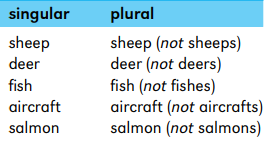 singular plural
sheep sheep (not sheeps)
deer deer (not deers)
fish fish (not fishes)
aircraft aircraft (not aircrafts)
salmon salmon (not salmons)